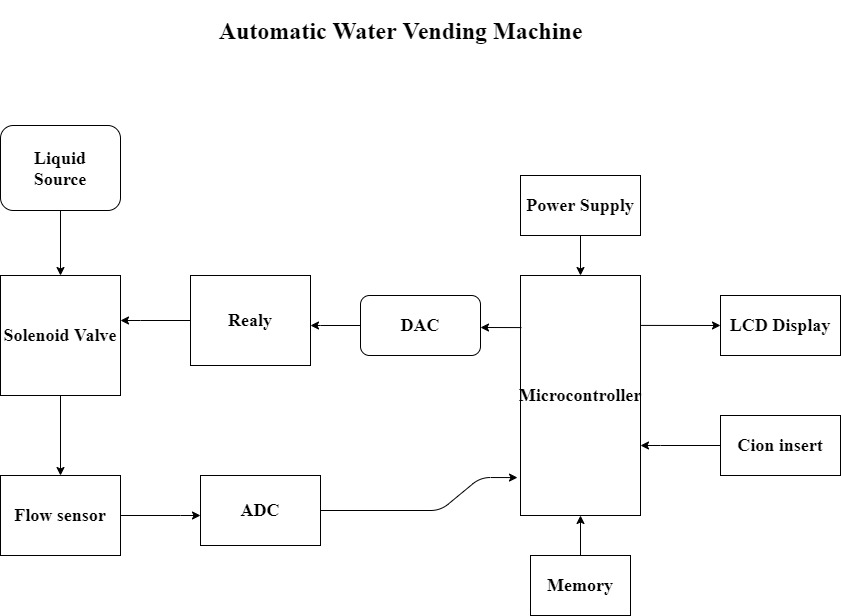 Automatic Water Vending Machine
Liquid
Source
Power Supply
Solenoid Valve
Realy
DAC
LCD Display
Microcontroller
Cion insert
Flow sensor
ADC
Memory